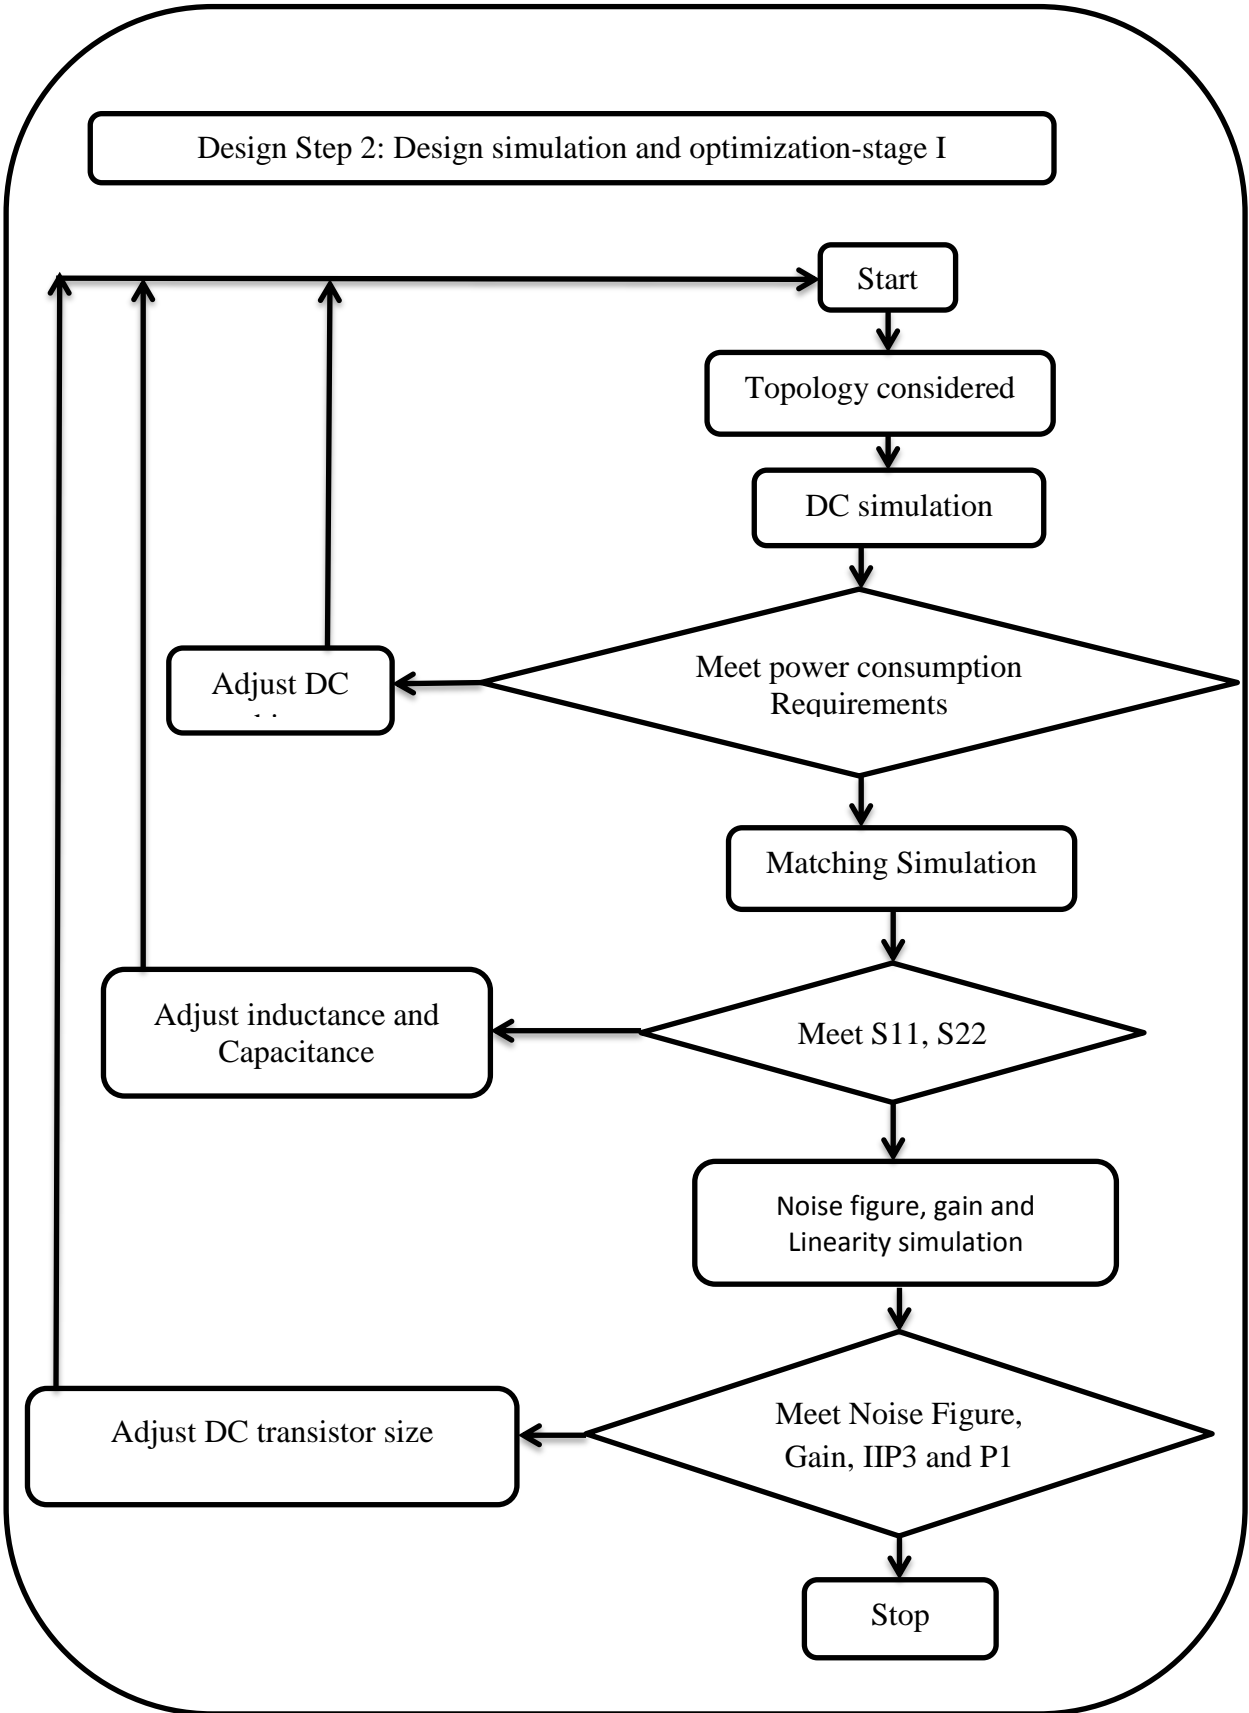 Design Step 2: Design simulation and optimization-stage I
Start
Topology considered
DC simulation
Meet power consumption
Requirements
Adjust DC
Matching Simulation
Meet S11, S22
Adjust inductance and
Capacitance
Noise figure, gain and
Linearity simulation
Meet Noise Figure,
Gain, IIP3 and P1
Adjust DC transistor size
Stop